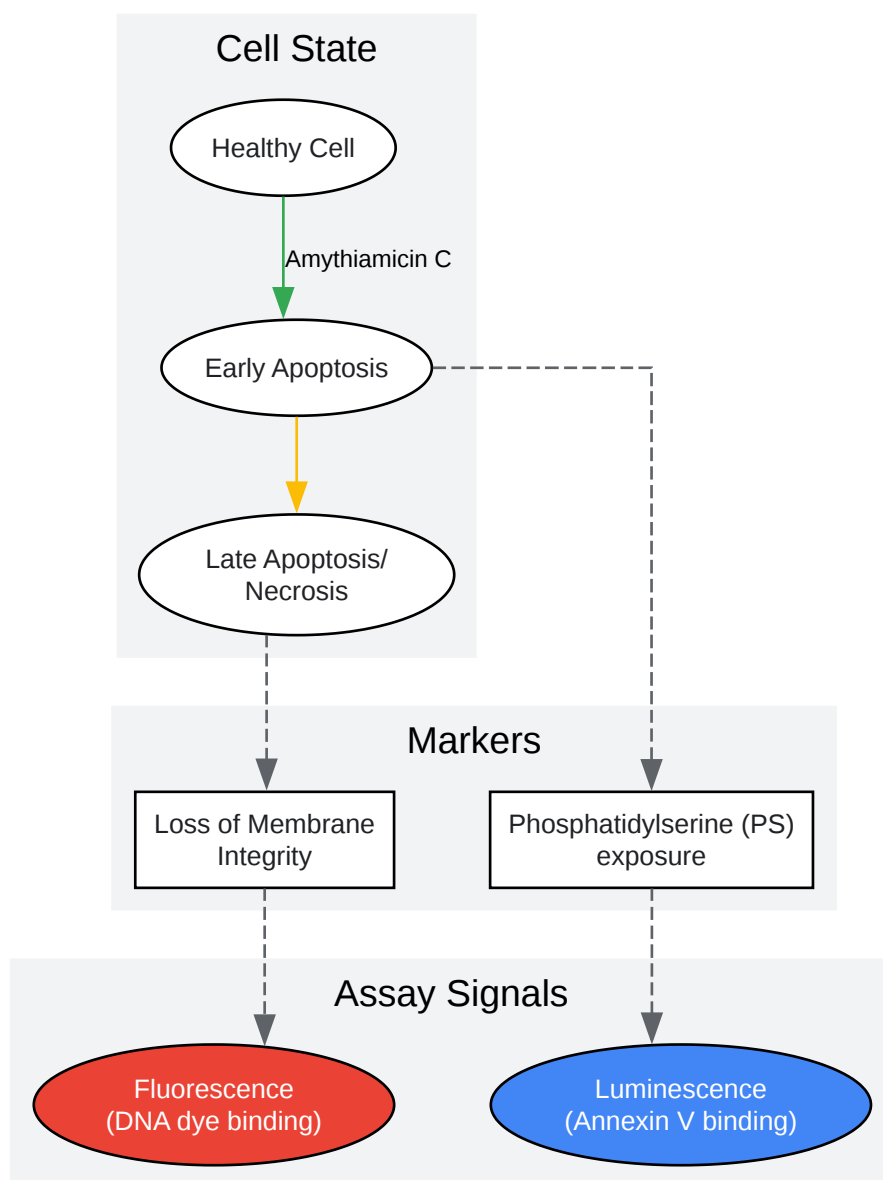 Cell State
Healthy Cell
Amythiamicin C
Early Apoptosis
Late Apoptosis/
Necrosis
Markers
Loss of Membrane
Integrity
Phosphatidylserine (PS)
exposure
Assay Signals
Fluorescence
(DNA dye binding)
Luminescence
(Annexin V binding)